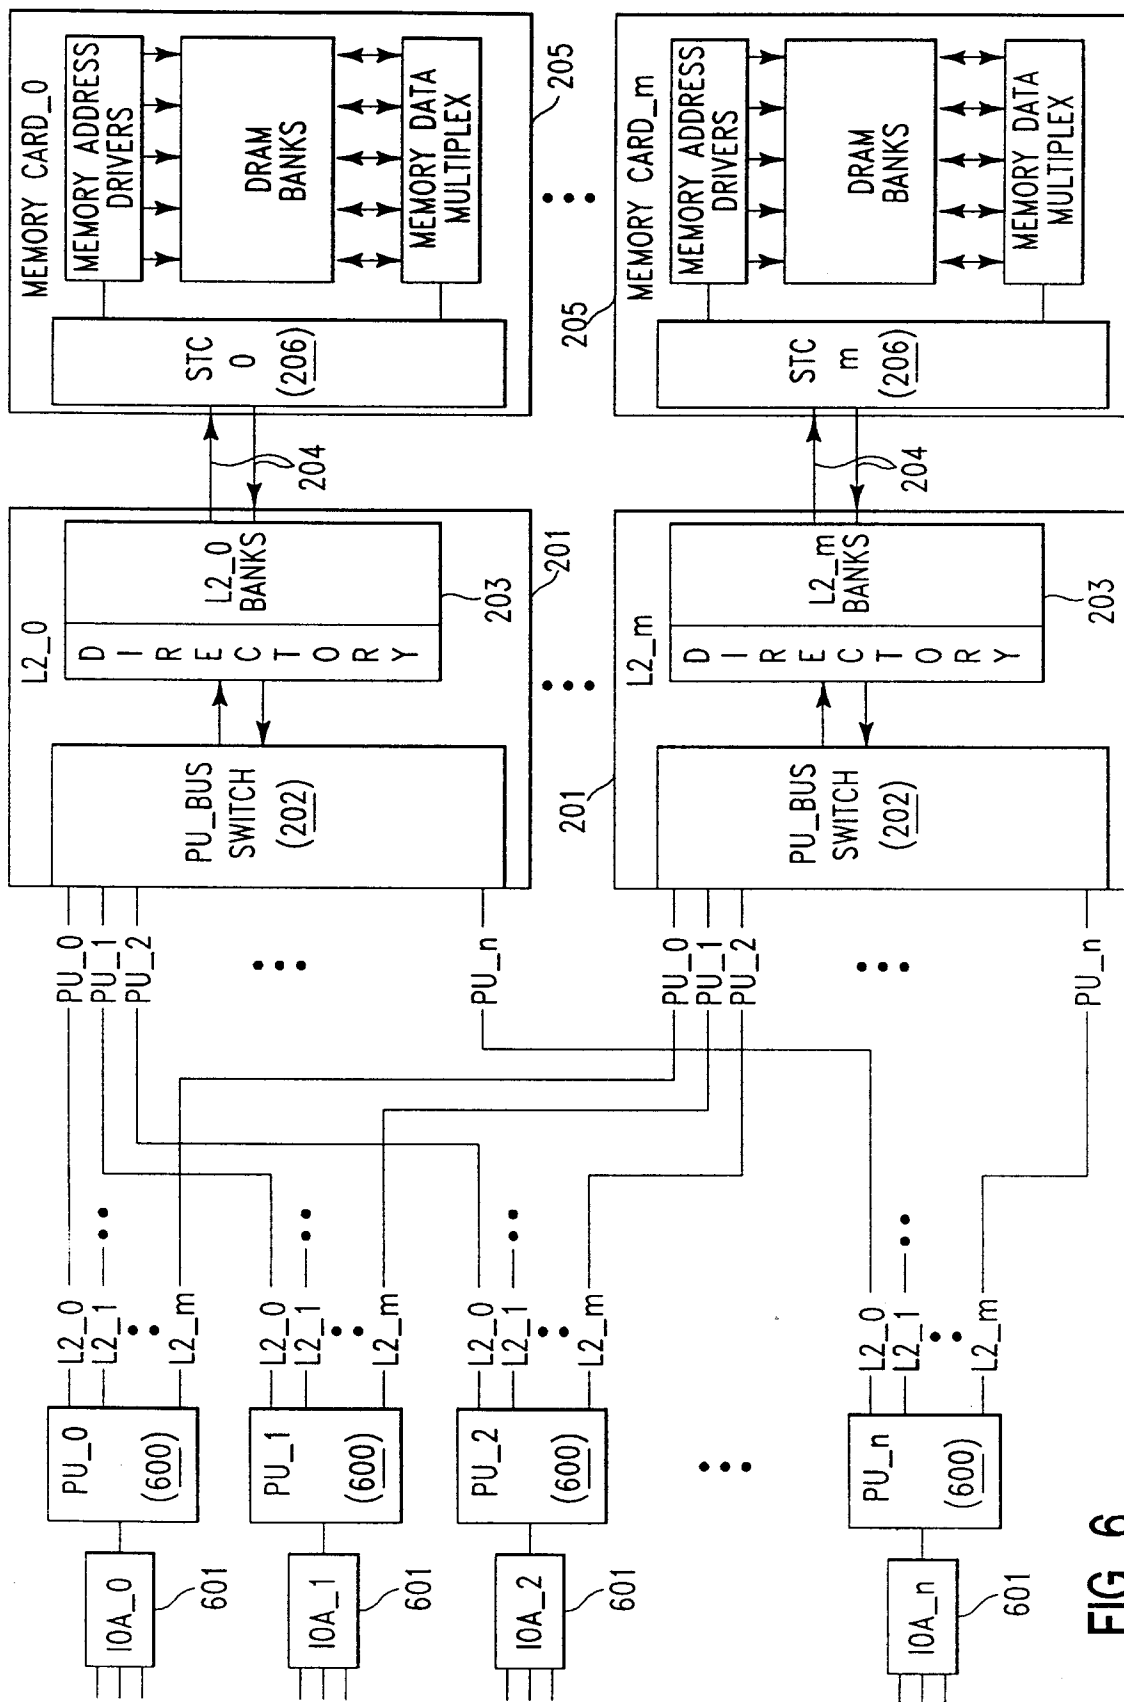 MEMORY CARD_0
MEMORY ADDRESS
DRIVERS
DRAM
BANKS
MEMORY DATA
MULTIPLEX
STC
0
(206)
205
204
L2_0
DIRECTORY
L2_0
BANKS
203
201
PU_BUS
SWITCH
(202)
PU_0
PU_1
PU_2
PU_n
MEMORY CARD_m
MEMORY ADDRESS
DRIVERS
DRAM
BANKS
MEMORY DATA
MULTIPLEX
STC
m
(206)
205
204
L2_m
DIRECTORY
L2_m
BANKS
203
201
PU_BUS
SWITCH
(202)
PU_0
PU_1
PU_2
PU_n
L2_0
L2_1
L2_m
PU_0
(600)
IOA_0
601
L2_0
L2_1
L2_m
PU_1
(600)
IOA_1
601
L2_0
L2_1
L2_m
PU_2
(600)
IOA_2
601
L2_0
L2_1
L2_m
PU_n
(600)
IOA_n
601
FIG. 6